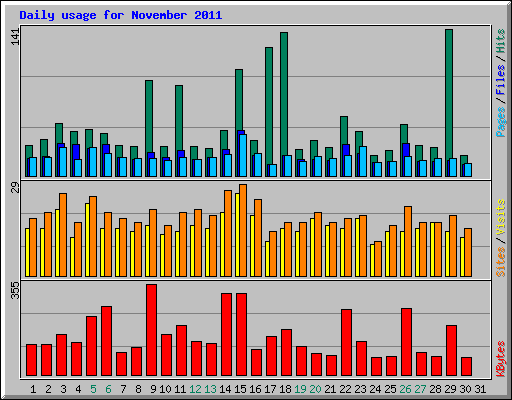 Daily usage for November 2011
141
Pages / Files / Hits
29
Sites / Visits
355
KBytes
1 2 3 4 5 6 7 8 9 10 11 12 13 14 15 16 17 18 19 20 21 22 23 24 25 26 27 28 29 30 31